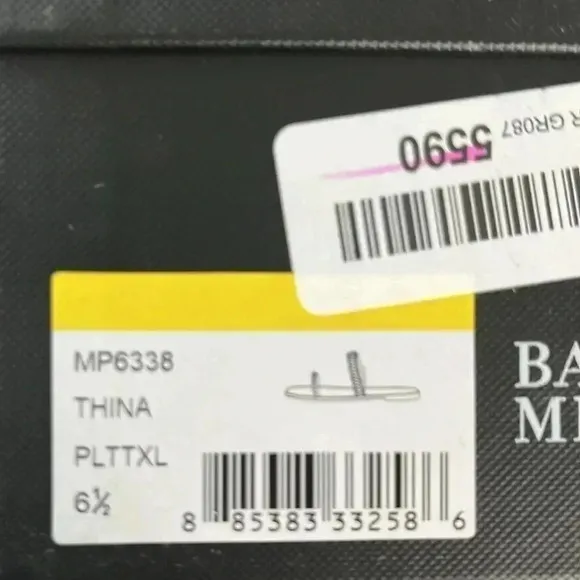 R GR087
5590
MP6338
THINA
PLTTXL
6½
8 85383 33258 6
BA
MI